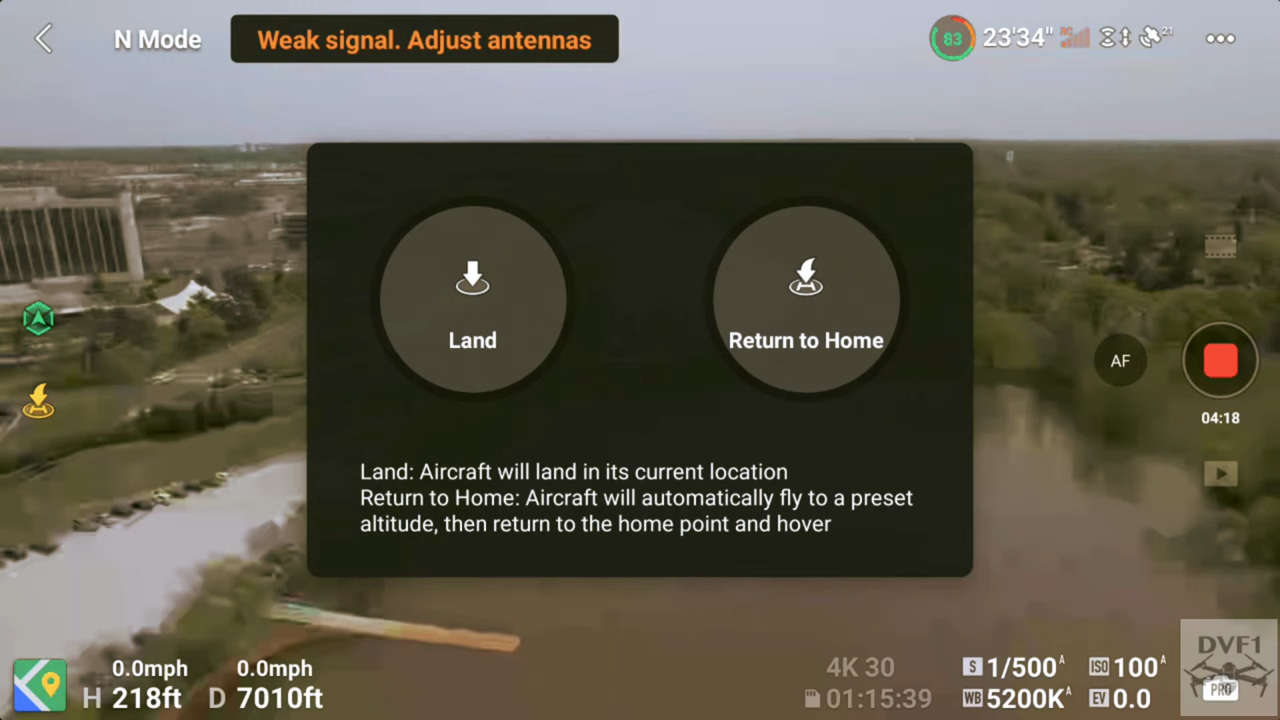 N Mode
Weak signal. Adjust antennas
83
23'34"
RC
21
Land
Return to Home
AF
04:18
Land: Aircraft will land in its current location
Return to Home: Aircraft will automatically fly to a preset
altitude, then return to the home point and hover
0.0mph 0.0mph
H 218ft D 7010ft
4K 30
01:15:39
S 1/500 A
ISO 100 A
WB 5200K A
EV 0.0
DVF1
PRO